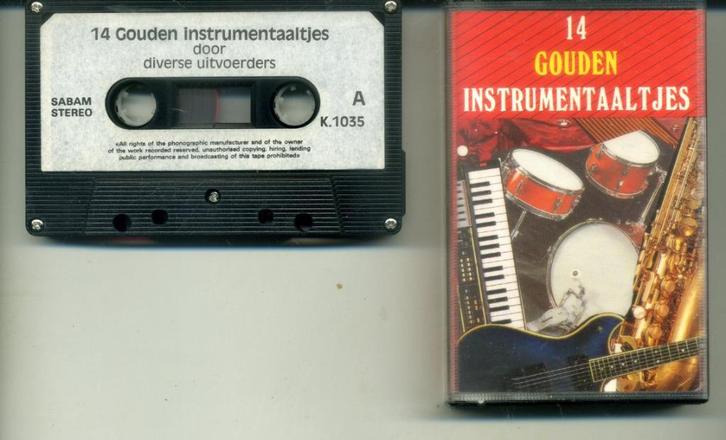 14 Gouden instrumentaaltjes
door
diverse uitvoerders
SABAM
STEREO
A
K.1035
«All rights of the phonographic manufacturer and of the owner
of the work recorded reserved, unauthorised copying, hiring, lending
public performance and broadcasting of this tape prohibited»
14
GOUDEN
INSTRUMENTAALTJES